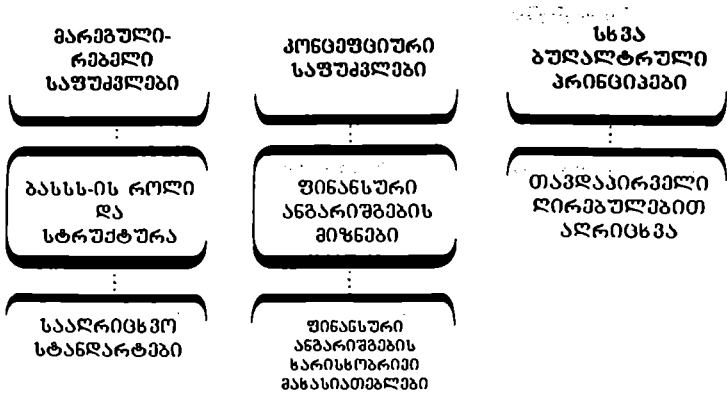 მარეგული-
რებელი
საფუძვლები
ბასსს-ის როლი
და
სტრუქტურა
სააღრიცხვო
სტანდარტები
კონცეფციური
საფუძვლები
ფინანსური
ანგარიშგების
მიზნები
ფინანსური
ანგარიშგების
ხარისხობრივი
მახასიათებლები
სხვა
ბუღალტრული
პრინციპები
თავდაპირველი
ღირებულებით
აღრიცხვა